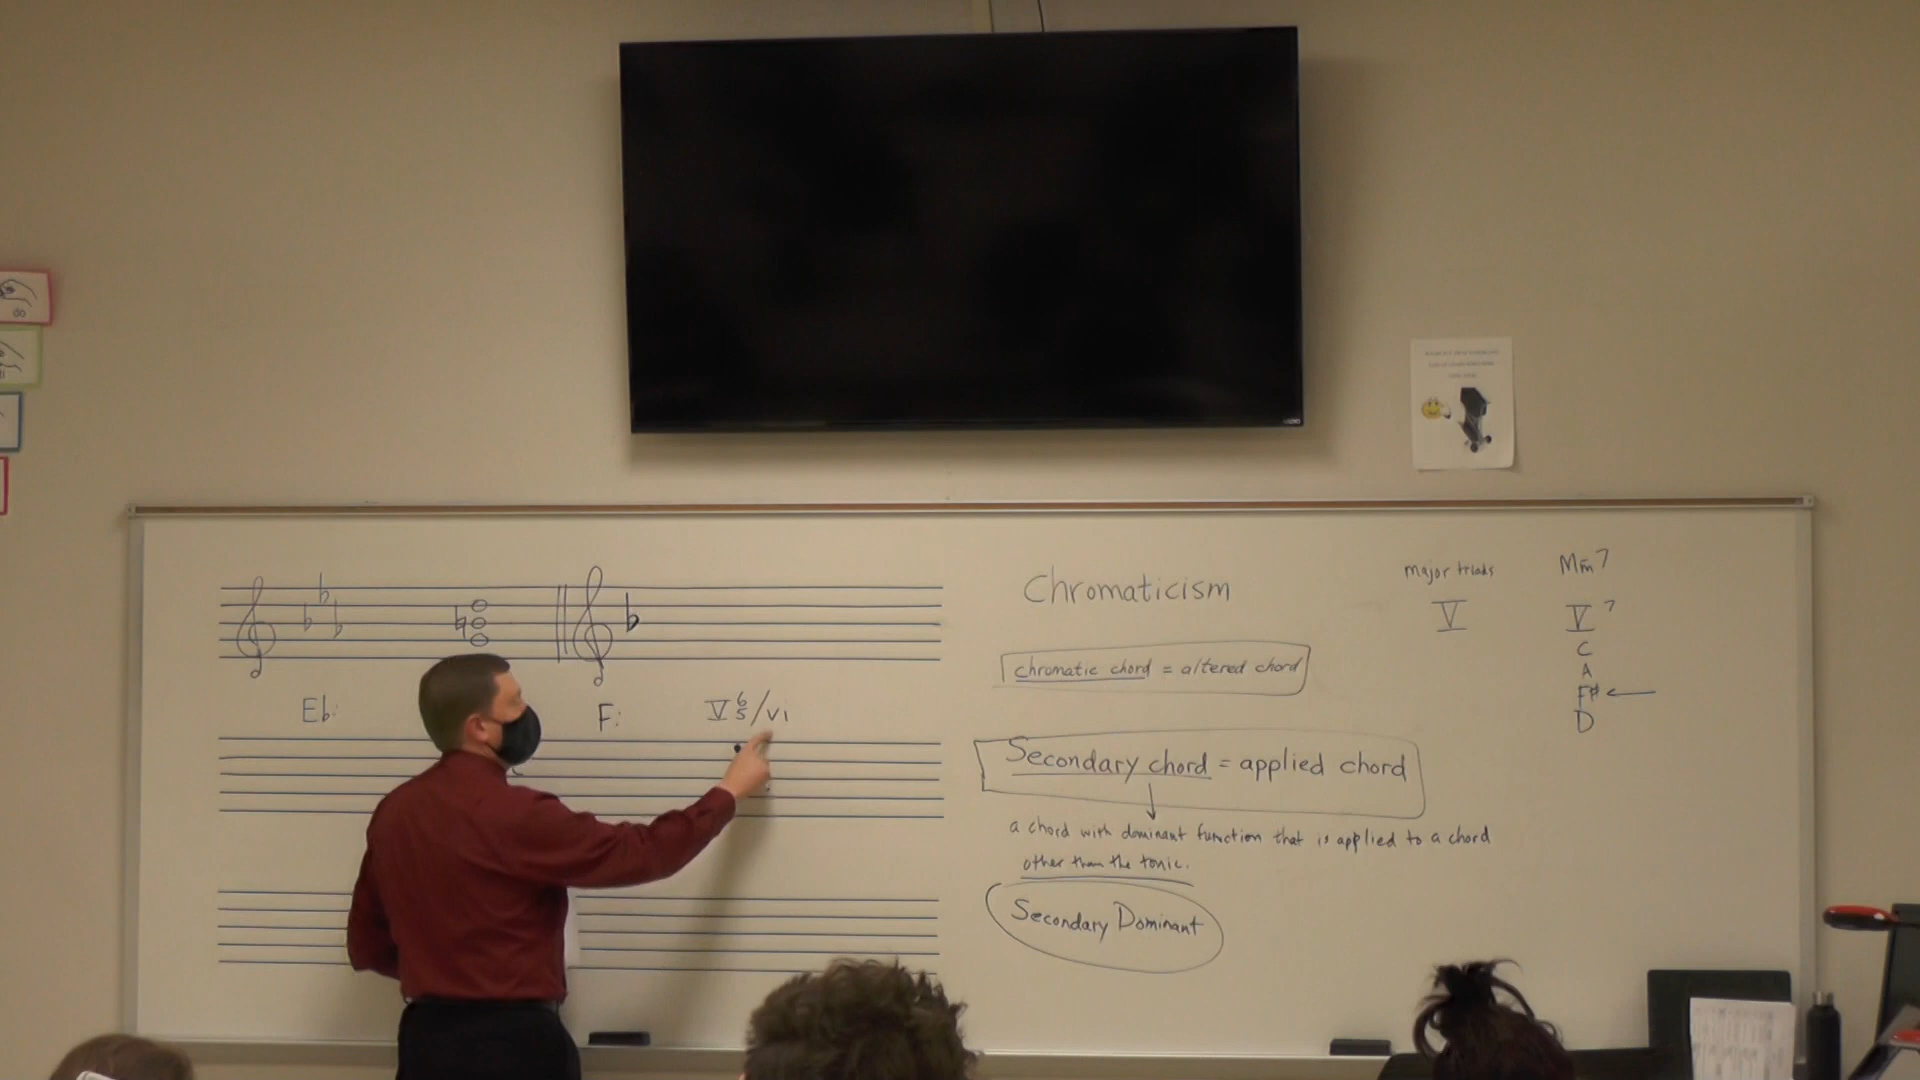 do
VIZIO
Chromaticism
major triads
Mm7
V
V7
C
A
F# ←
D
chromatic chord = altered chord
Eb:
F:
V6/5/vi
Secondary chord = applied chord
a chord with dominant function that is applied to a chord
other than the tonic.
Secondary Dominant